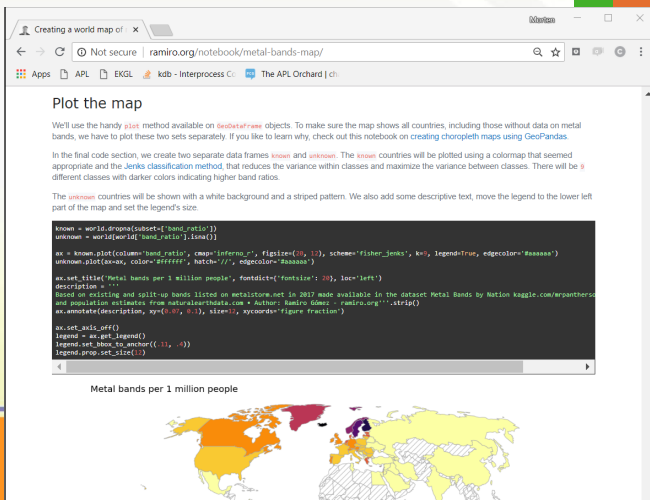 Creating a world map of
Morten
Not secure | ramiro.org/notebook/metal-bands-map/
Apps APL EKGL kdb - Interprocess Co The APL Orchard | ch
Plot the map
We'll use the handy plot method available on GeoDataFrame objects. To make sure the map shows all countries, including those without data on metal
bands, we have to plot these two sets separately. If you like to learn why, check out this notebook on creating choropleth maps using GeoPandas.
In the final code section, we create two separate data frames known and unknown. The known countries will be plotted using a colormap that seemed
appropriate and the Jenks classification method, that reduces the variance within classes and maximize the variance between classes. There will be 9
different classes with darker colors indicating higher band ratios.
The unknown countries will be shown with a white background and a striped pattern. We also add some descriptive text, move the legend to the lower left
part of the map and set the legend's size.
known = world.dropna(subset=['band_ratio'])
unknown = world[world['band_ratio'].isna()]
ax = known.plot(column='band_ratio', cmap='inferno_r', figsize=(20, 12), scheme='fisher_jenks', k=9, legend=True, edgecolor='#aaaaaa')
unknown.plot(ax=ax, color='#ffffff', hatch='//', edgecolor='#aaaaaa')
ax.set_title('Metal bands per 1 million people', fontdict={'fontsize': 20}, loc='left')
description = '''
Based on existing and split-up bands listed on metalstorm.net in 2017 made available in the dataset Metal Bands by Nation kaggle.com/mrpantherso
and population estimates from naturalearthdata.com • Author: Ramiro Gómez - ramiro.org'''.strip()
ax.annotate(description, xy=(0.07, 0.1), size=12, xycoords='figure fraction')
ax.set_axis_off()
legend = ax.get_legend()
legend.set_bbox_to_anchor((.11, .4))
legend.prop.set_size(12)
Metal bands per 1 million people